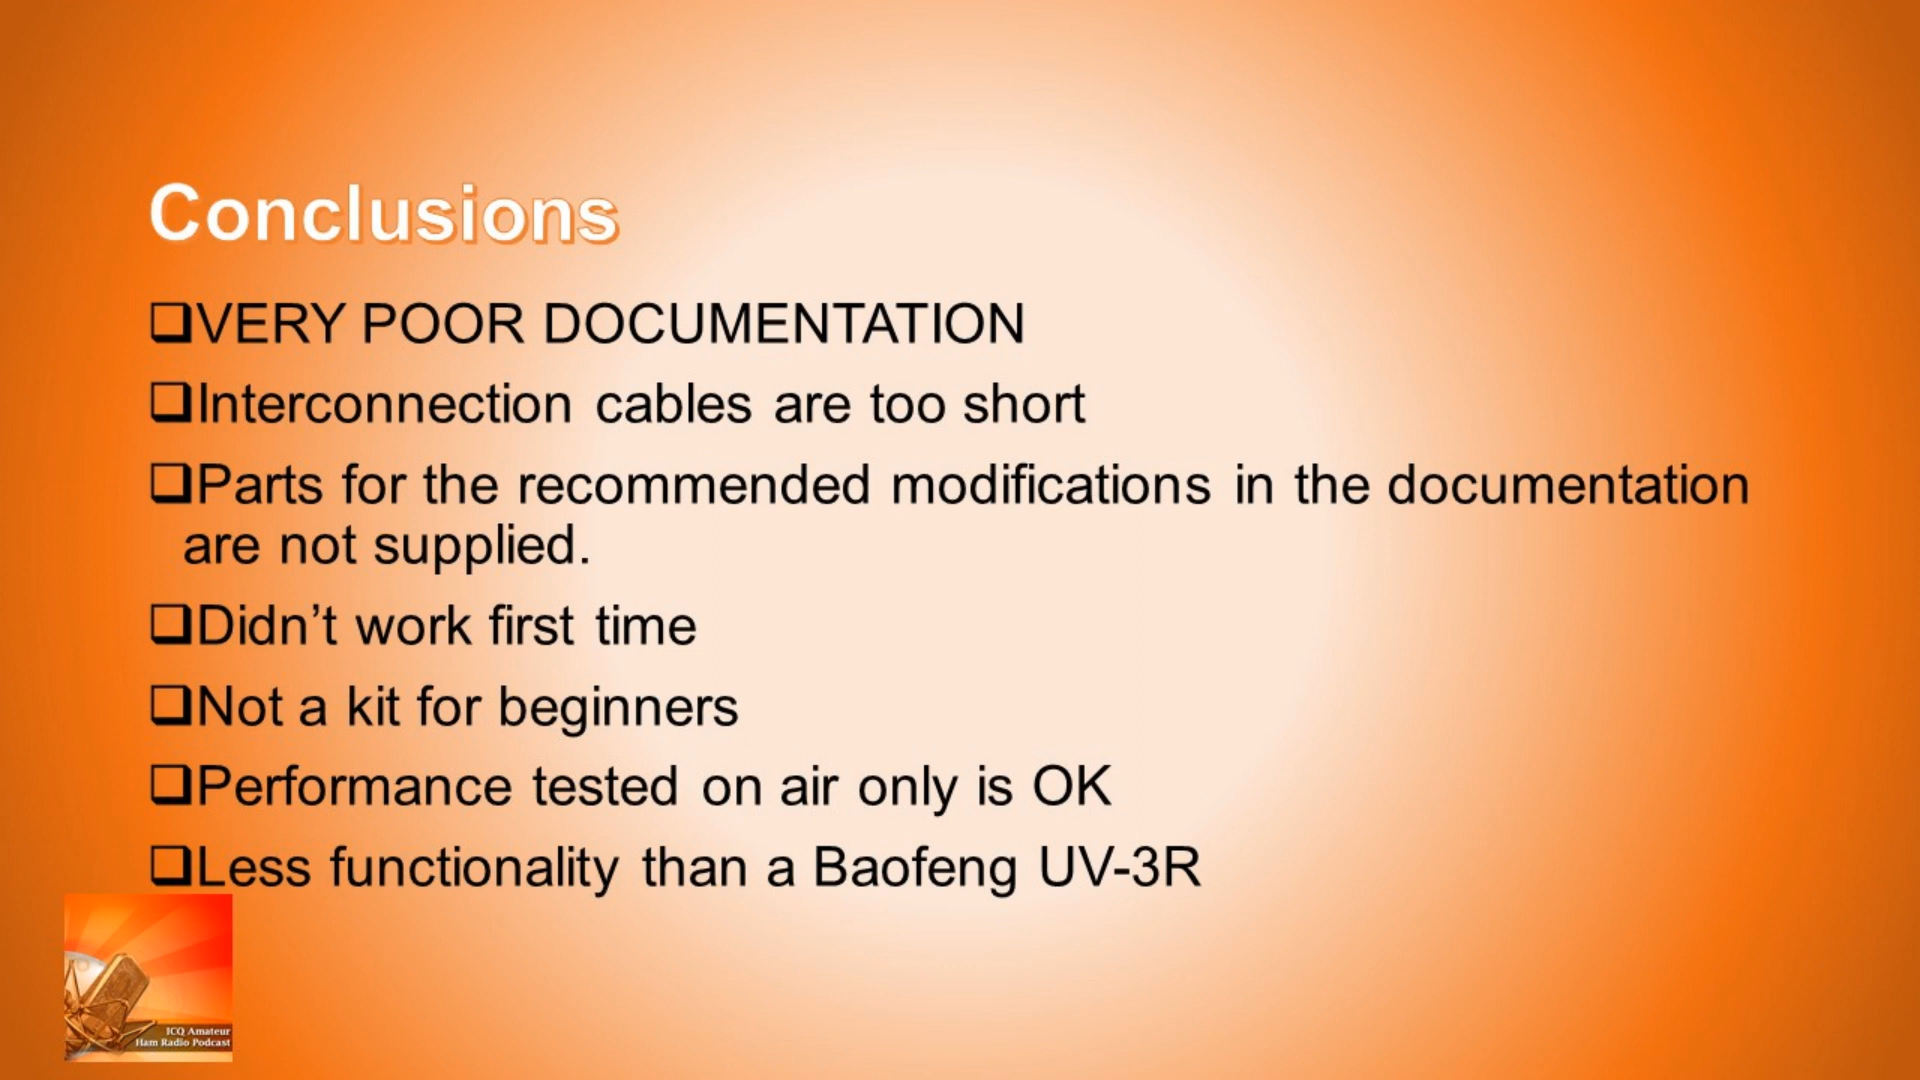 Conclusions
❑VERY POOR DOCUMENTATION
❑Interconnection cables are too short
❑Parts for the recommended modifications in the documentation
are not supplied.
❑Didn’t work first time
❑Not a kit for beginners
❑Performance tested on air only is OK
❑Less functionality than a Baofeng UV-3R
ICQ Amateur
Ham Radio Podcast